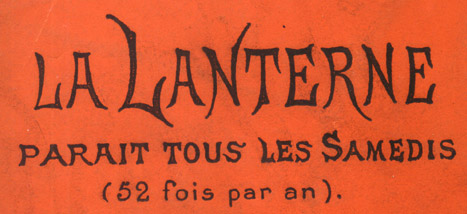 LA LANTERNE
PARAIT TOUS LES SAMEDIS
(52 fois par an).